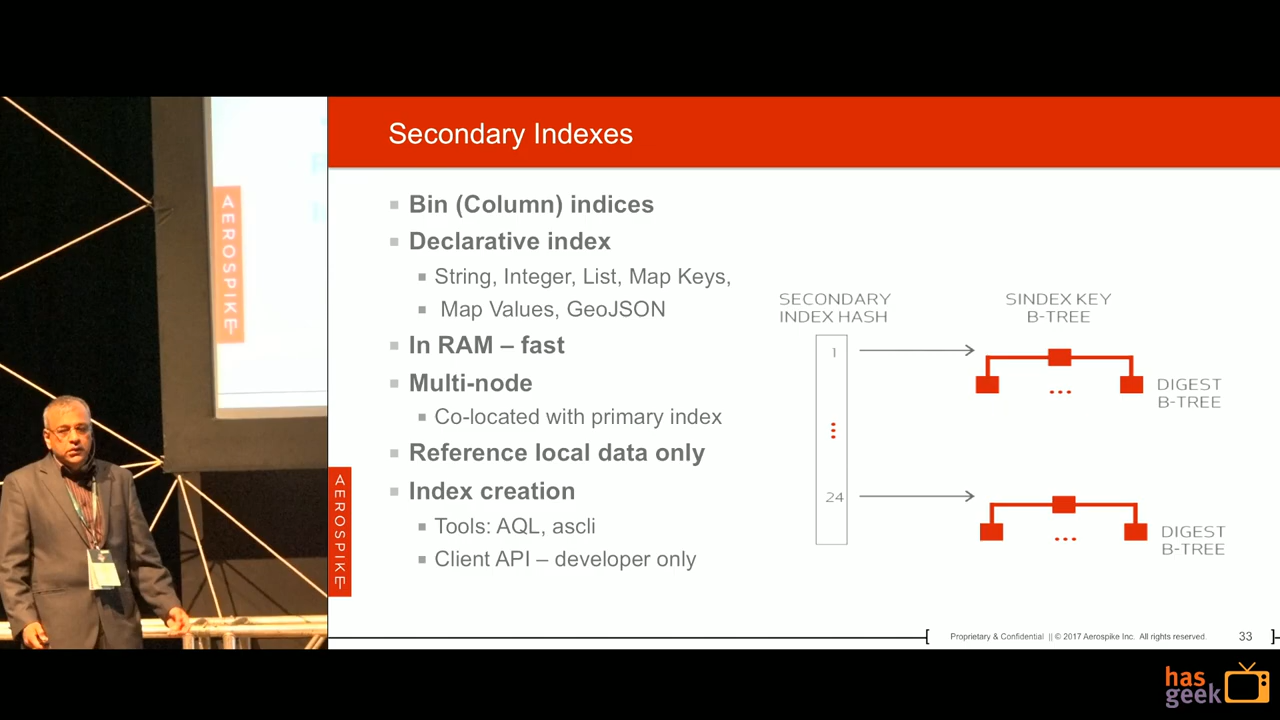 Secondary Indexes
Bin (Column) indices
Declarative index
String, Integer, List, Map Keys,
Map Values, GeoJSON
In RAM – fast
Multi-node
Co-located with primary index
Reference local data only
Index creation
Tools: AQL, ascli
Client API – developer only
SECONDARY
INDEX HASH
1
24
SINDEX KEY
B-TREE
DIGEST
B-TREE
DIGEST
B-TREE
AEROSPIKE
AEROSPIKE
Proprietary & Confidential || © 2017 Aerospike Inc. All rights reserved.
33
has
geek